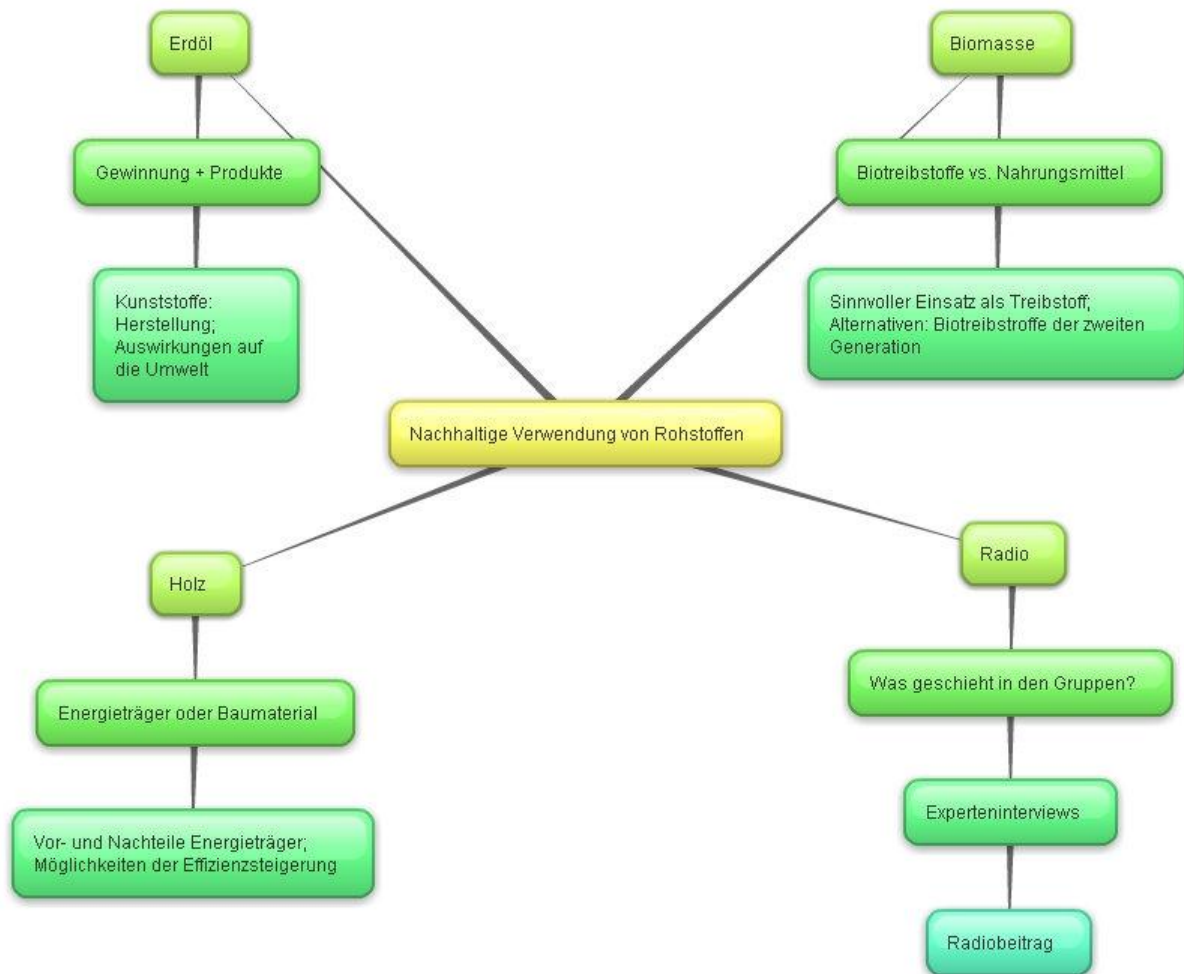 Erdöl
Biomasse
Gewinnung + Produkte
Biotreibstoffe vs. Nahrungsmittel
Kunststoffe:
Herstellung;
Auswirkungen auf
die Umwelt
Sinnvoller Einsatz als Treibstoff;
Alternativen: Biotreibstroffe der zweiten
Generation
Nachhaltige Verwendung von Rohstoffen
Holz
Radio
Energieträger oder Baumaterial
Was geschieht in den Gruppen?
Vor- und Nachteile Energieträger;
Möglichkeiten der Effizienzsteigerung
Experteninterviews
Radiobeitrag